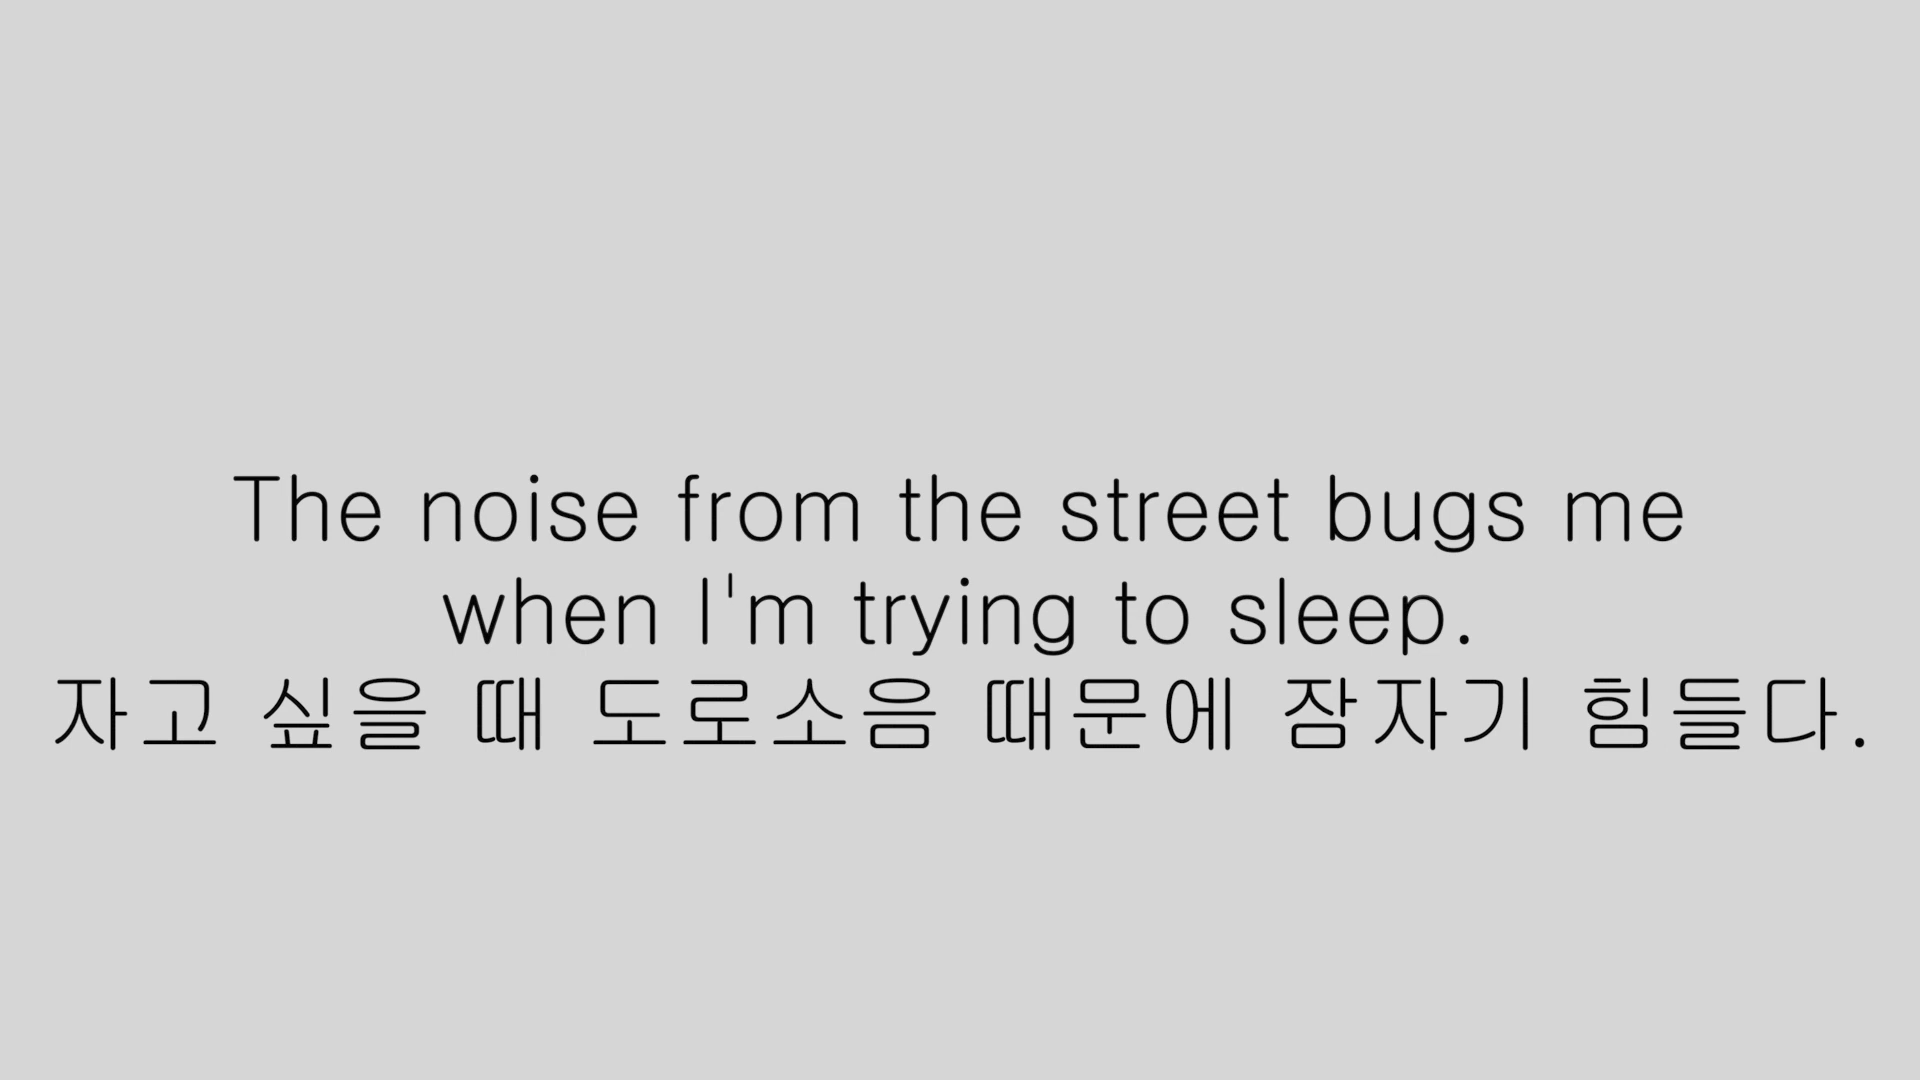 The noise from the street bugs me
when I'm trying to sleep.
자고 싶을 때 도로소음 때문에 잠자기 힘들다.